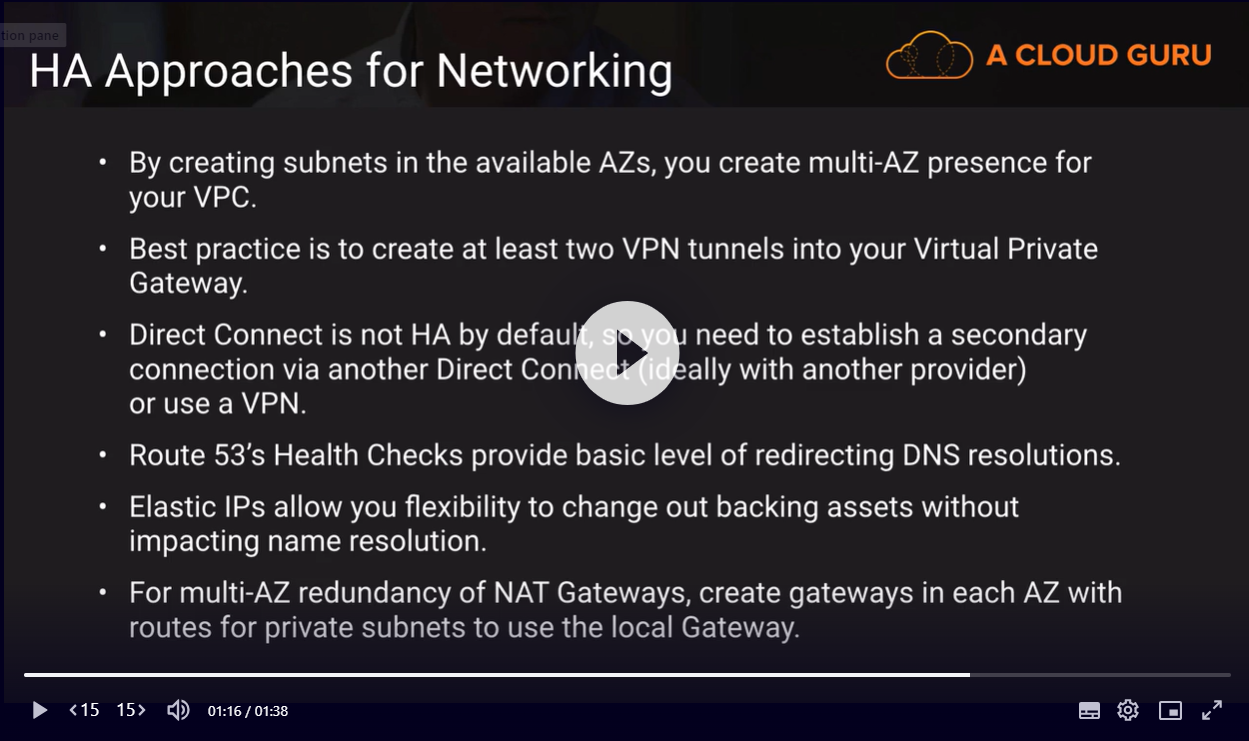 tion pane
HA Approaches for Networking
A CLOUD GURU
• By creating subnets in the available AZs, you create multi-AZ presence for
your VPC.
• Best practice is to create at least two VPN tunnels into your Virtual Private
Gateway.
• Direct Connect is not HA by default, so you need to establish a secondary
connection via another Direct Connect (ideally with another provider)
or use a VPN.
• Route 53’s Health Checks provide basic level of redirecting DNS resolutions.
• Elastic IPs allow you flexibility to change out backing assets without
impacting name resolution.
• For multi-AZ redundancy of NAT Gateways, create gateways in each AZ with
routes for private subnets to use the local Gateway.
<15 15> 01:16 / 01:38